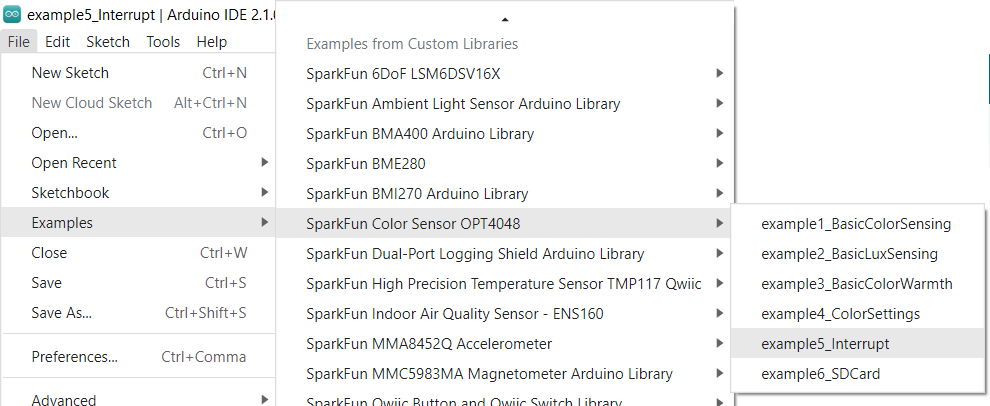 example5_Interrupt | Arduino IDE 2.1.0
File Edit Sketch Tools Help
New Sketch Ctrl+N
New Cloud Sketch Alt+Ctrl+N
Open... Ctrl+O
Open Recent
Sketchbook
Examples
Close Ctrl+W
Save Ctrl+S
Save As... Ctrl+Shift+S
Preferences... Ctrl+Comma
Advanced
Examples from Custom Libraries
SparkFun 6DoF LSM6DSV16X
SparkFun Ambient Light Sensor Arduino Library
SparkFun BMA400 Arduino Library
SparkFun BME280
SparkFun BMI270 Arduino Library
SparkFun Color Sensor OPT4048
SparkFun Dual-Port Logging Shield Arduino Library
SparkFun High Precision Temperature Sensor TMP117 Qwiic
SparkFun Indoor Air Quality Sensor - ENS160
SparkFun MMA8452Q Accelerometer
SparkFun MMC5983MA Magnetometer Arduino Library
SparkFun Qwiic Button and Qwiic Switch Library
example1_BasicColorSensing
example2_BasicLuxSensing
example3_BasicColorWarmth
example4_ColorSettings
example5_Interrupt
example6_SDCard